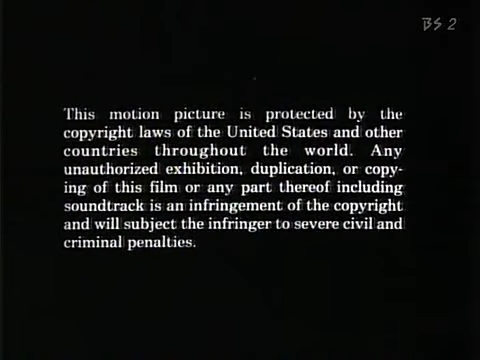 BS 2
This motion picture is protected by the
copyright laws of the United States and other
countries throughout the world. Any
unauthorized exhibition, duplication, or copy-
ing of this film or any part thereof including
soundtrack is an infringement of the copyright
and will subject the infringer to severe civil and
criminal penalties.